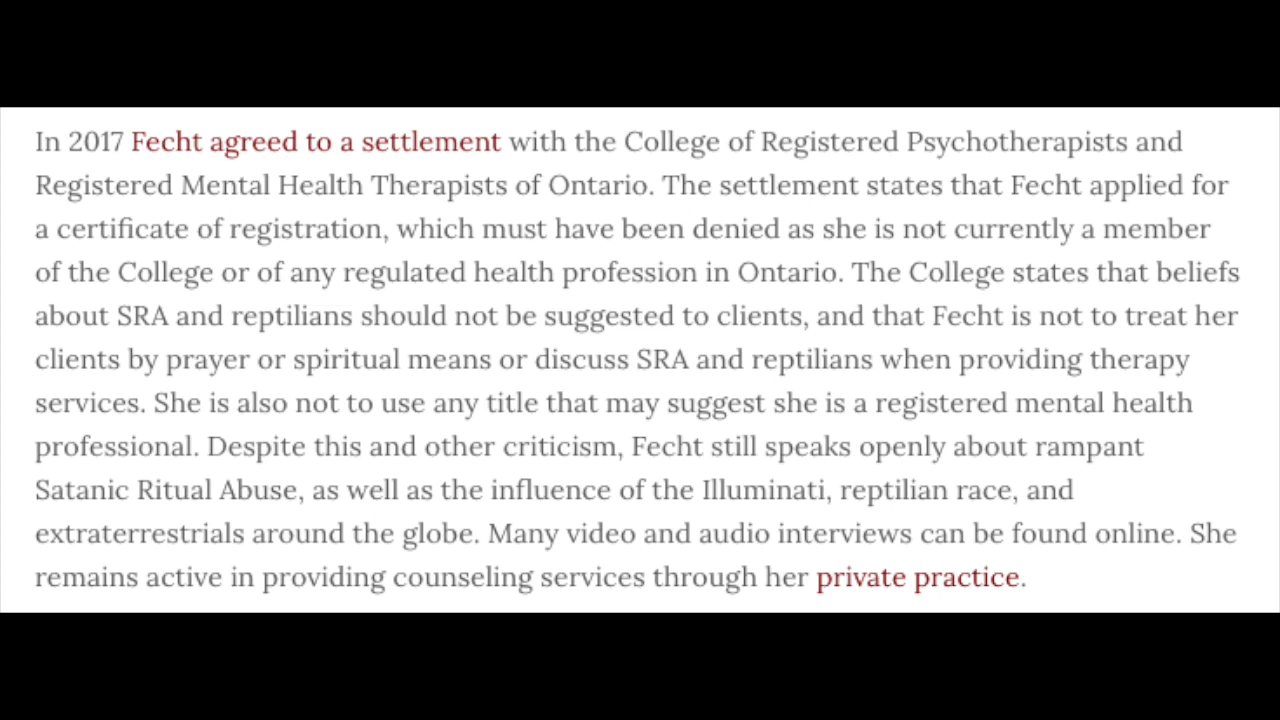 In 2017 Fecht agreed to a settlement with the College of Registered Psychotherapists and
Registered Mental Health Therapists of Ontario. The settlement states that Fecht applied for
a certificate of registration, which must have been denied as she is not currently a member
of the College or of any regulated health profession in Ontario. The College states that beliefs
about SRA and reptilians should not be suggested to clients, and that Fecht is not to treat her
clients by prayer or spiritual means or discuss SRA and reptilians when providing therapy
services. She is also not to use any title that may suggest she is a registered mental health
professional. Despite this and other criticism, Fecht still speaks openly about rampant
Satanic Ritual Abuse, as well as the influence of the Illuminati, reptilian race, and
extraterrestrials around the globe. Many video and audio interviews can be found online. She
remains active in providing counseling services through her private practice.